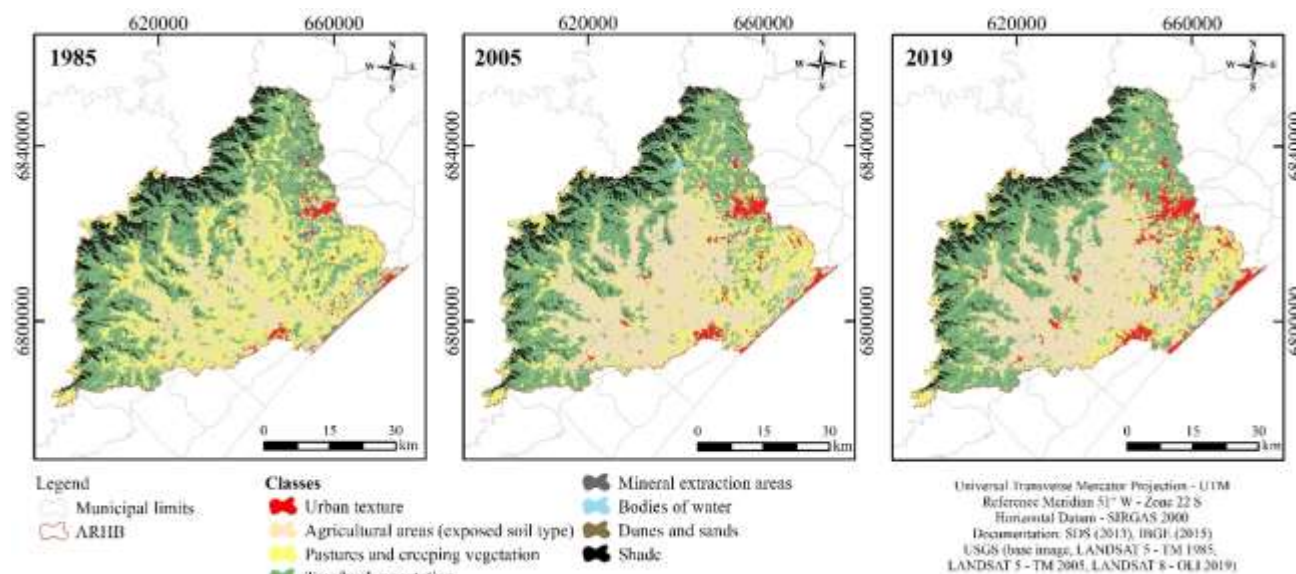 620000 660000
620000 660000
620000 660000
1985
N
W E
S
2005
N
W E
S
2019
N
W E
S
6840000
6840000
6840000
6840000
6800000
6800000
6800000
6800000
0 15 30
km
0 15 30
km
0 15 30
km
Legend
Municipal limits
ARHB
Classes
Urban texture
Agricultural areas (exposed soil type)
Pastures and creeping vegetation
Mineral extraction areas
Bodies of water
Dunes and sands
Shade
Universal Transverse Mercator Projection - UTM
Reference Meridian 51° W - Zone 22 S
Horizontal Datum - SIRGAS 2000
Documentation: SDS (2013), IBGE (2015)
USGS (base image, LANDSAT 5 - TM 1985,
LANDSAT 5 - TM 2005, LANDSAT 8 - OLI 2019)